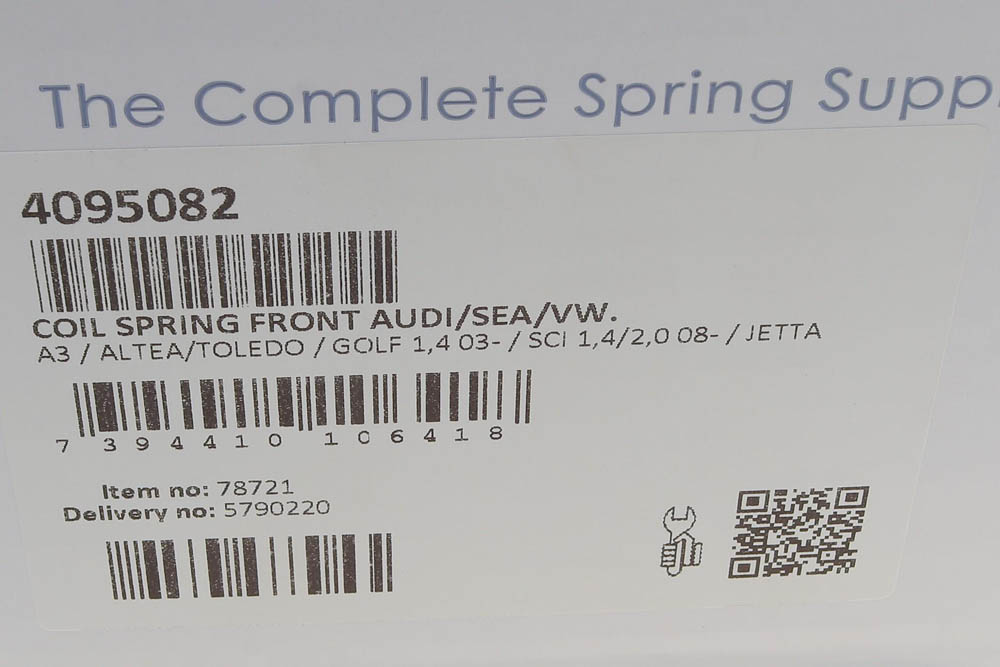 The Complete Spring Supp
4095082
COIL SPRING FRONT AUDI/SEA/VW.
A3 / ALTEA/TOLEDO / GOLF 1,4 03- / SCI 1,4/2,0 08- / JETTA
7 394410 106418
Item no: 78721
Delivery no: 5790220